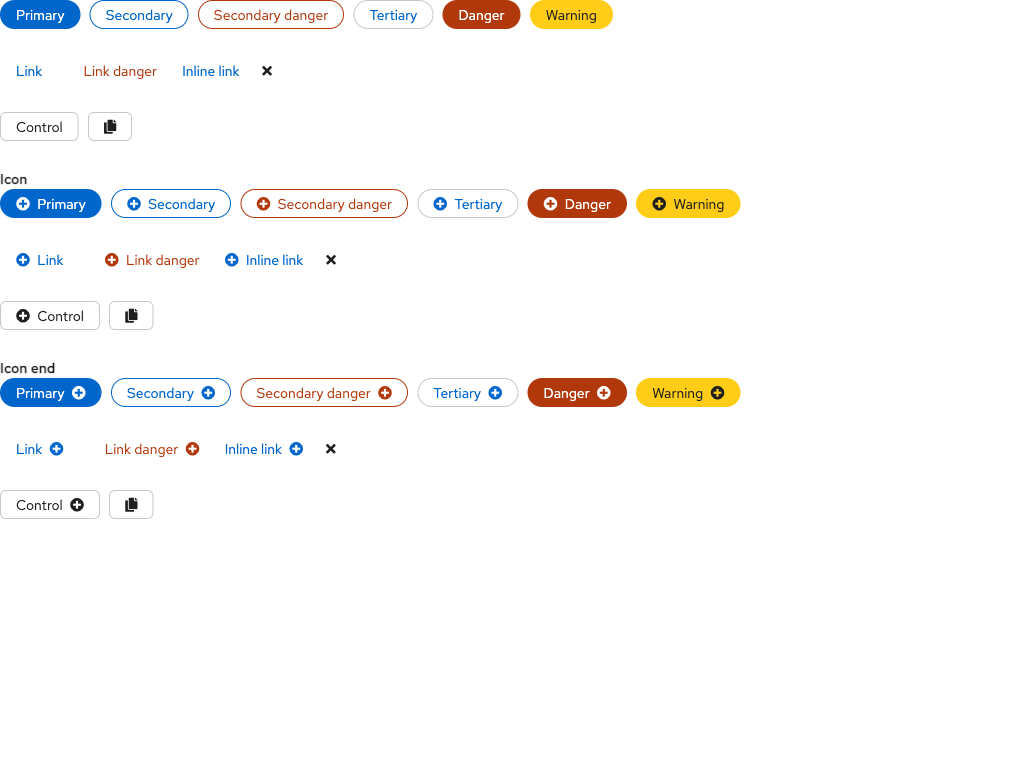 Primary Secondary Secondary danger Tertiary Danger Warning
Link Link danger Inline link
Control
Icon
Primary Secondary Secondary danger Tertiary Danger Warning
Link Link danger Inline link
Control
Icon end
Primary Secondary Secondary danger Tertiary Danger Warning
Link Link danger Inline link
Control